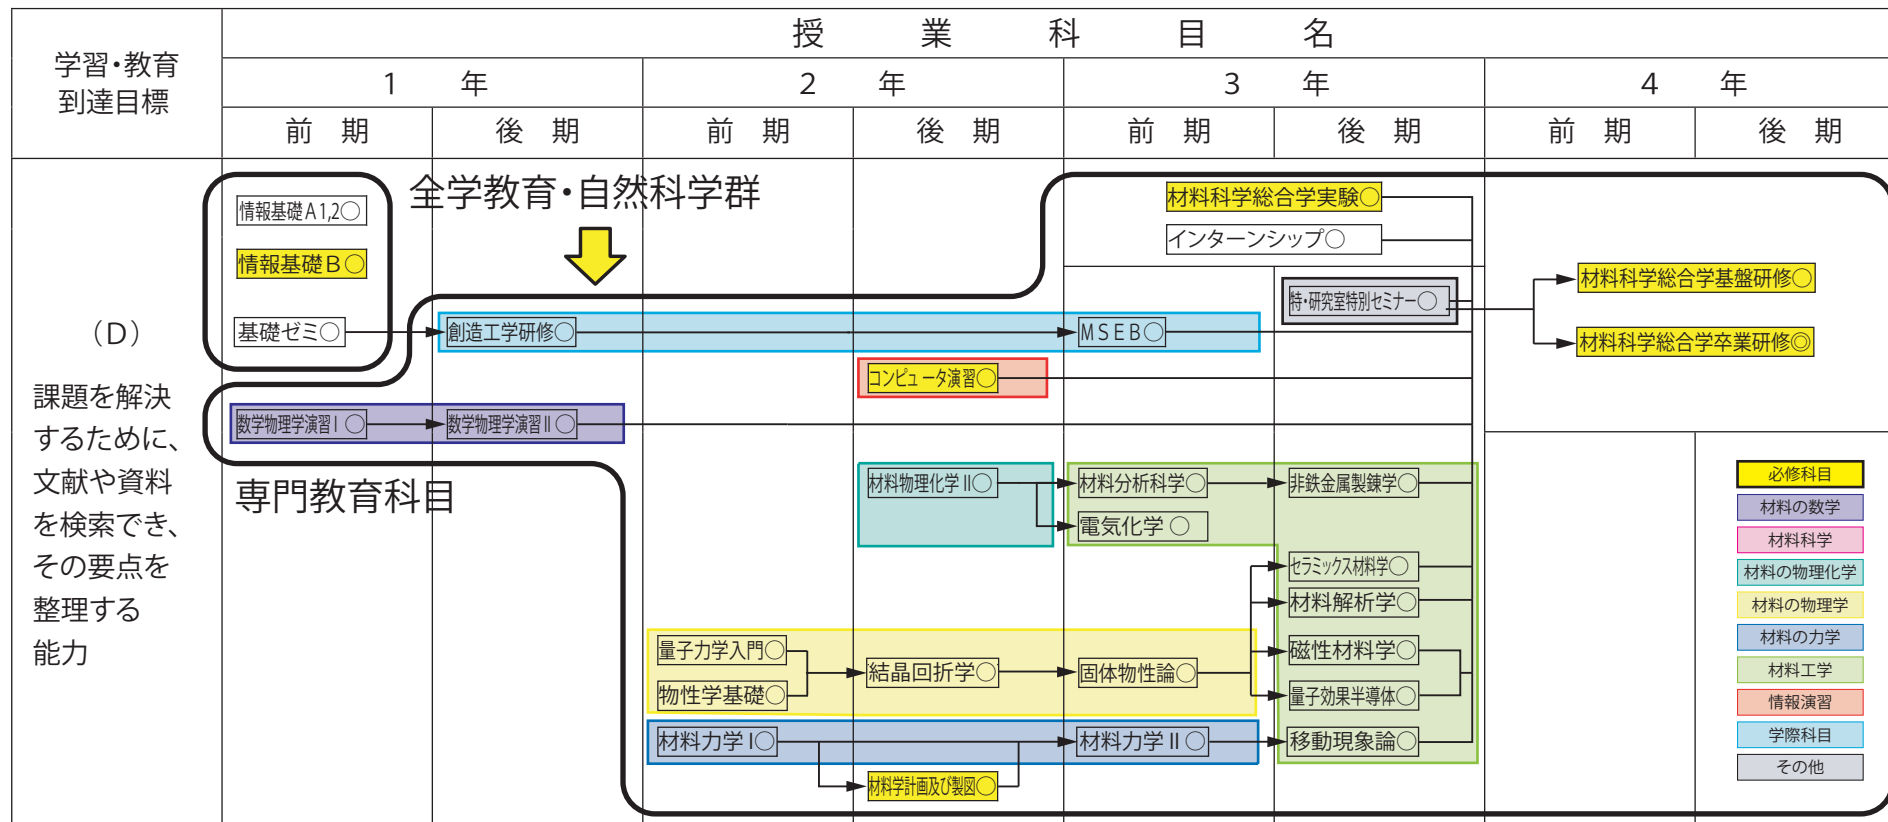 学習・教育
到達目標
授業科目名
1 年
2 年
3 年
4 年
前 期
後 期
前 期
後 期
前 期
後 期
前 期
後 期
（D）
課題を解決
するために、
文献や資料
を検索でき、
その要点を
整理する
能力
全学教育・自然科学群
情報基礎A1,2○
情報基礎B○
基礎ゼミ○
創造工学研修○
MSEB○
材料科学総合学実験○
インターンシップ○
特・研究室特別セミナー○
材料科学総合学基盤研修○
材料科学総合学卒業研修◎
コンピュータ演習○
数学物理学演習Ⅰ○
数学物理学演習Ⅱ○
専門教育科目
材料物理化学Ⅱ○
材料分析科学○
非鉄金属製錬学○
電気化学○
セラミックス材料学○
材料解析学○
量子力学入門○
物性学基礎○
結晶回折学○
固体物性論○
磁性材料学○
量子効果半導体○
材料力学Ⅰ○
材料力学Ⅱ○
移動現象論○
材料学計画及び製図○
必修科目
材料の数学
材料科学
材料の物理化学
材料の物理学
材料の力学
材料工学
情報演習
学際科目
その他